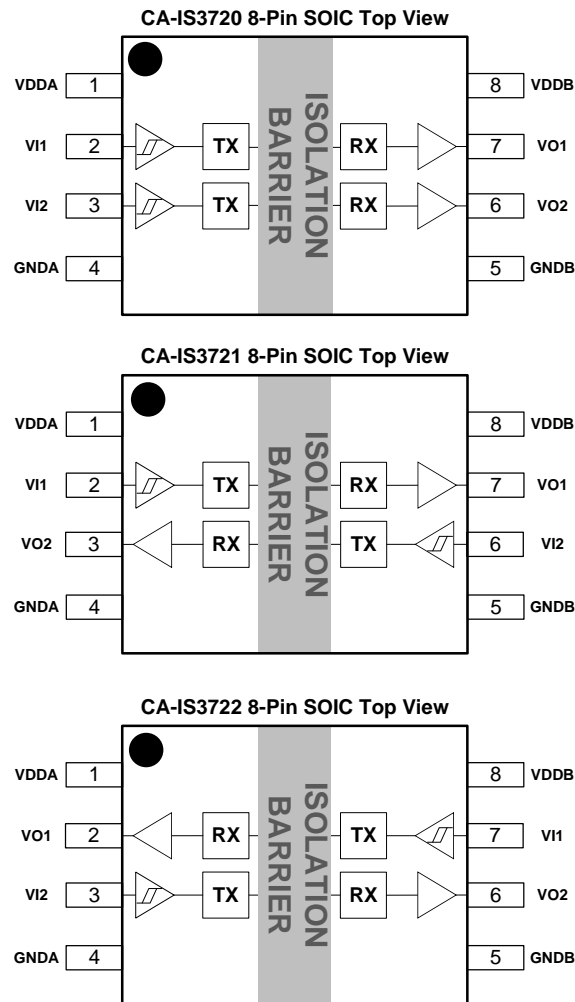 CA-IS3720 8-Pin SOIC Top View
VDDA 1 8 VDDB
VI1 2 TX RX 7 VO1
VI2 3 TX RX 6 VO2
GNDA 4 5 GNDB
ISOLATION
BARRIER
CA-IS3721 8-Pin SOIC Top View
VDDA 1 8 VDDB
VI1 2 TX RX 7 VO1
VO2 3 RX TX 6 VI2
GNDA 4 5 GNDB
ISOLATION
BARRIER
CA-IS3722 8-Pin SOIC Top View
VDDA 1 8 VDDB
VO1 2 RX TX 7 VI1
VI2 3 TX RX 6 VO2
GNDA 4 5 GNDB
ISOLATION
BARRIER